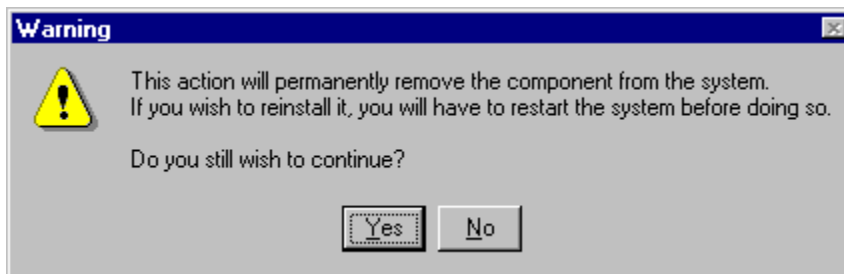 Warning
This action will permanently remove the component from the system.
If you wish to reinstall it, you will have to restart the system before doing so.
Do you still wish to continue?
Yes No